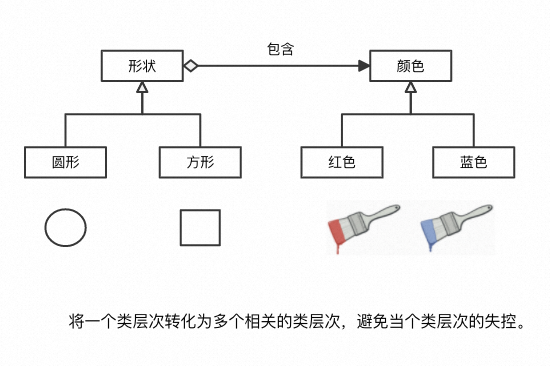 包含
形状
颜色
圆形
方形
红色
蓝色
将一个类层次转化为多个相关的类层次，避免当个类层次的失控。